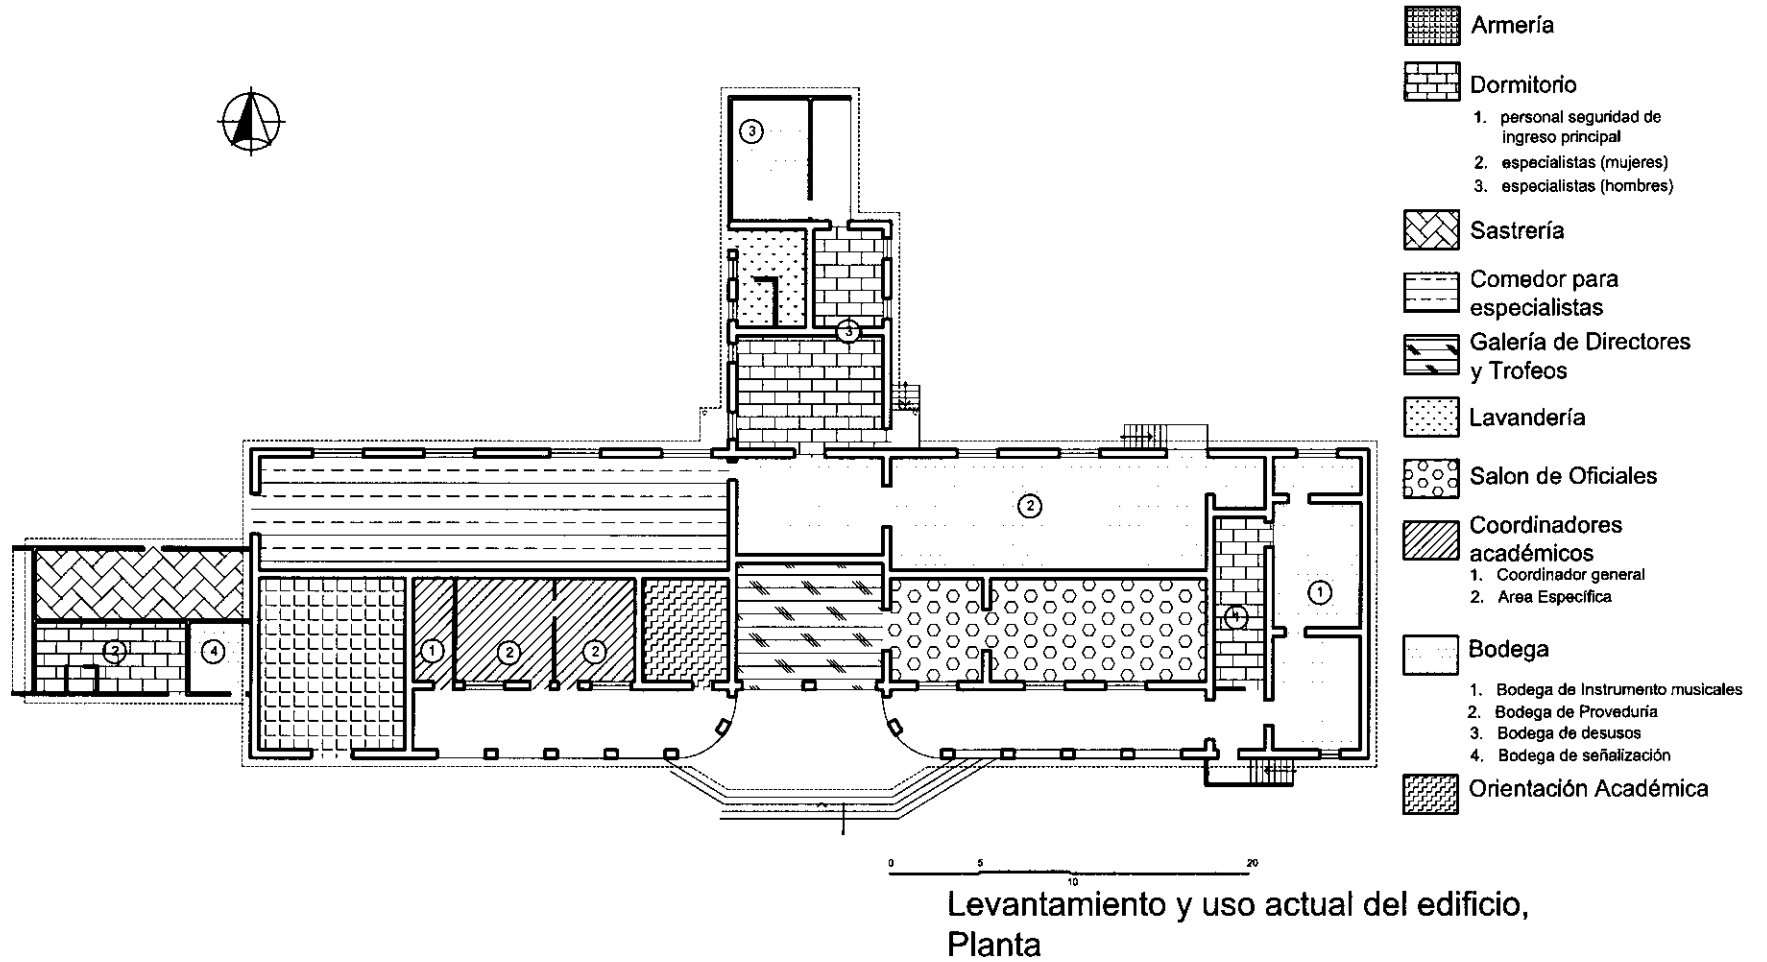 Armería
Dormitorio
1. personal seguridad de
ingreso principal
2. especialistas (mujeres)
3. especialistas (hombres)
Sastrería
Comedor para
especialistas
Galería de Directores
y Trofeos
Lavandería
Salon de Oficiales
Coordinadores
académicos
1. Coordinador general
2. Area Específica
Bodega
1. Bodega de Instrumento musicales
2. Bodega de Proveduría
3. Bodega de desusos
4. Bodega de señalización
Orientación Académica
3
3
2
1
2
4
1
2
2
0 5 20
10
Levantamiento y uso actual del edificio,
Planta